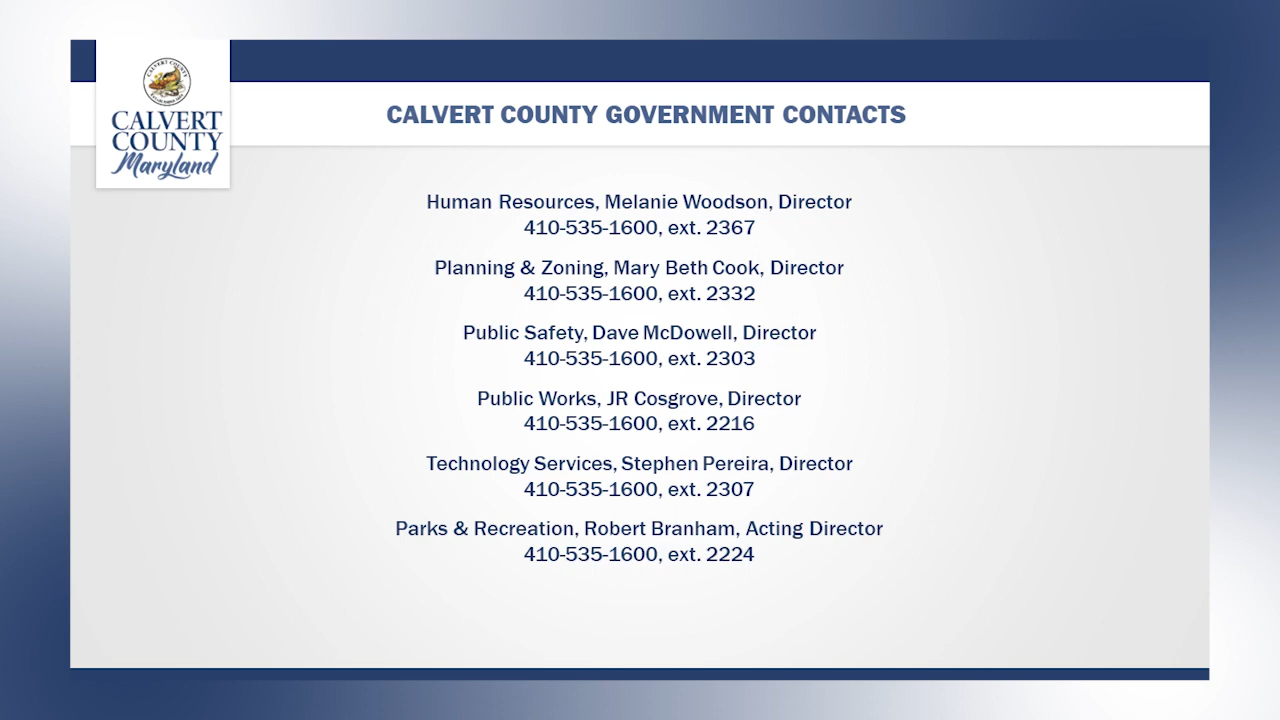 CALVERT COUNTY
CALVERT
COUNTY
Maryland
CALVERT COUNTY GOVERNMENT CONTACTS
Human Resources, Melanie Woodson, Director
410-535-1600, ext. 2367
Planning & Zoning, Mary Beth Cook, Director
410-535-1600, ext. 2332
Public Safety, Dave McDowell, Director
410-535-1600, ext. 2303
Public Works, JR Cosgrove, Director
410-535-1600, ext. 2216
Technology Services, Stephen Pereira, Director
410-535-1600, ext. 2307
Parks & Recreation, Robert Branham, Acting Director
410-535-1600, ext. 2224